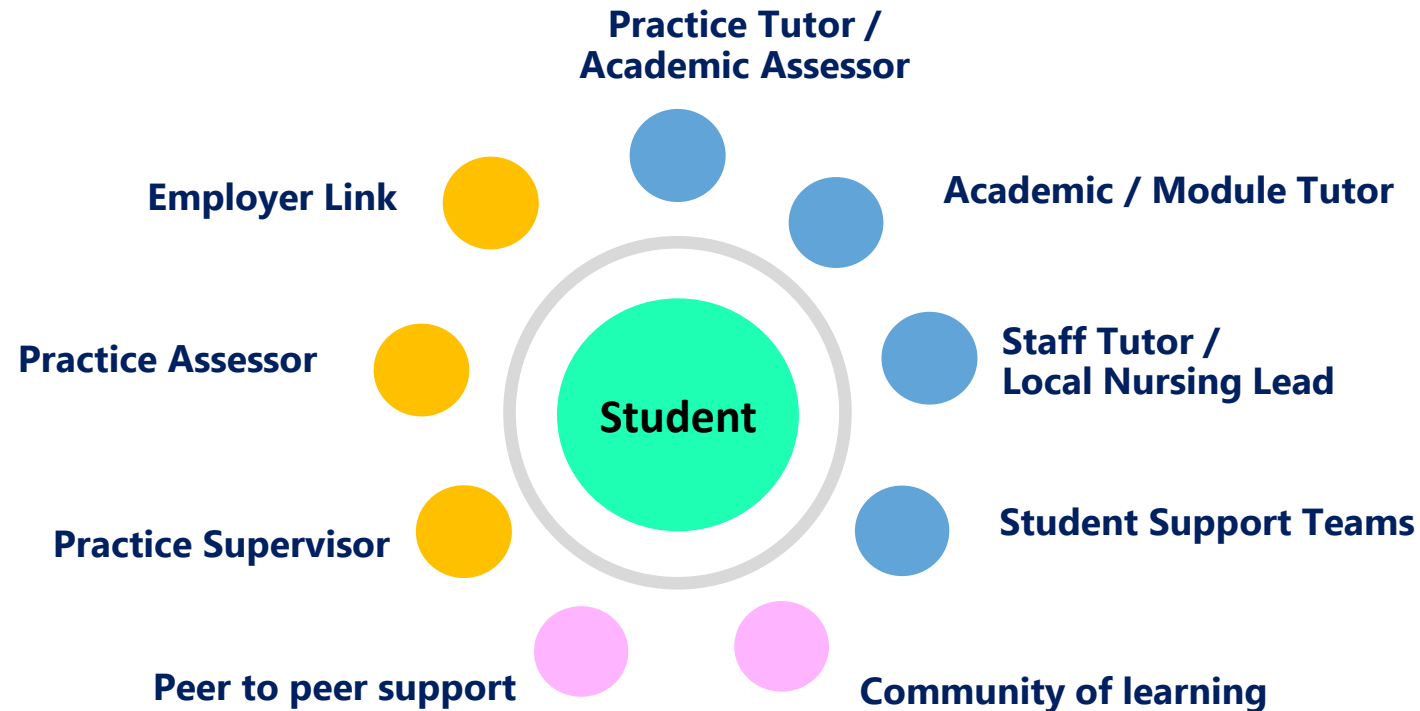 Practice Tutor /
Academic Assessor
Employer Link
Academic / Module Tutor
Practice Assessor
Staff Tutor /
Local Nursing Lead
Student
Practice Supervisor
Student Support Teams
Peer to peer support
Community of learning